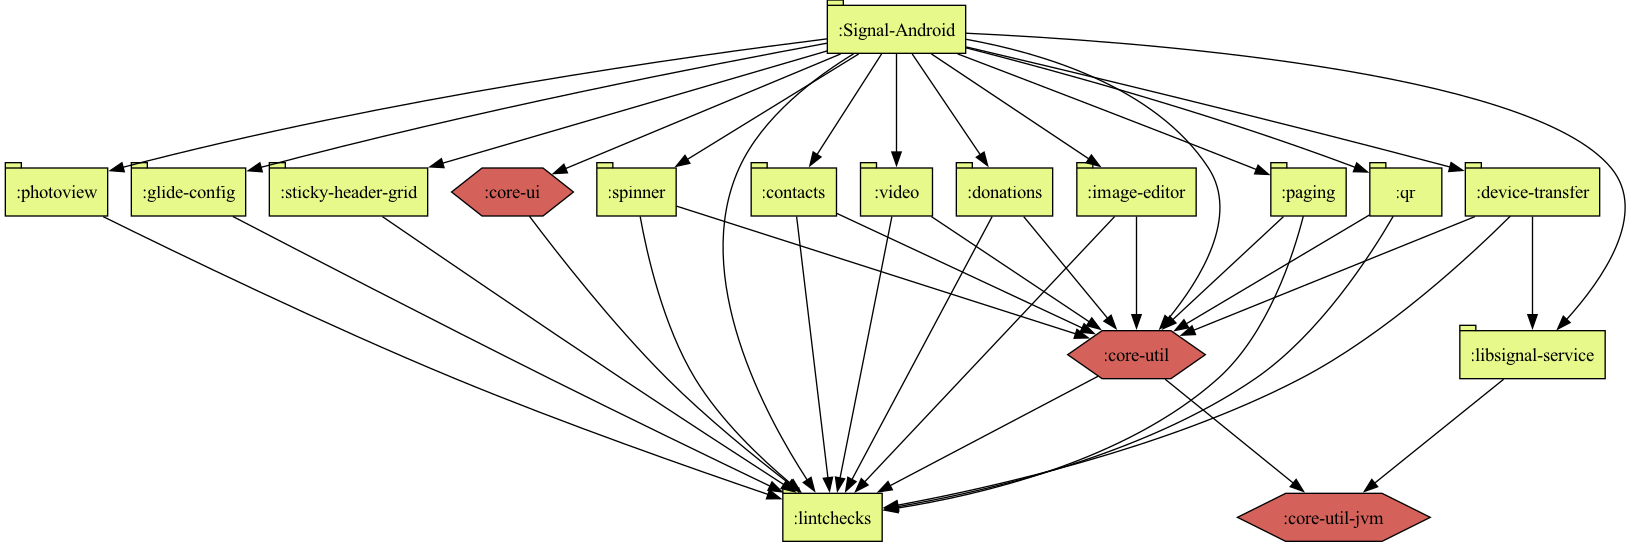 :Signal-Android
:photoview
:glide-config
:sticky-header-grid
:core-ui
:spinner
:contacts
:video
:donations
:image-editor
:paging
:qr
:device-transfer
:core-util
:libsignal-service
:lintchecks
:core-util-jvm